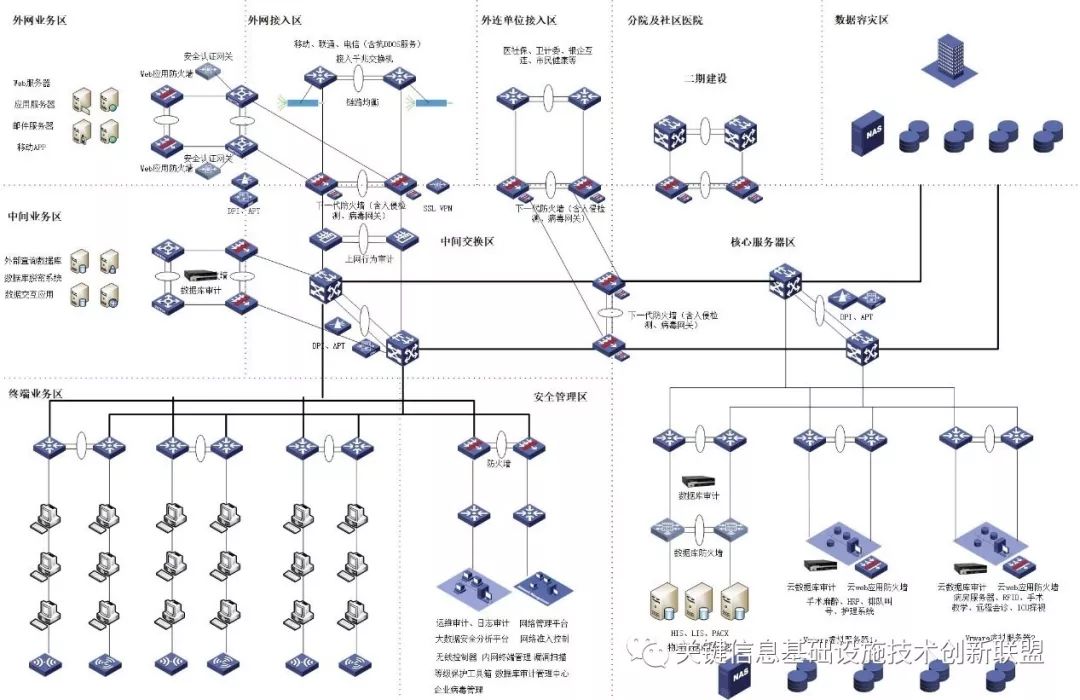 外网业务区
外网接入区
外连单位接入区
分院及社区医院
数据容灾区
移动、联通、电信（含抗DDOS服务）
接入千兆交换机
链路均衡
医社保、卫计委、银企互
连、市民健康等
二期建设
安全认证网关
Web应用防火墙
Web服务器
应用服务器
邮件服务器
移动APP
安全认证网关
Web应用防火墙
DPI、APT
NAS
SSL VPN
下一代防火墙（含入侵检
测、病毒网关）
下一代防火墙（含入侵检
测、病毒网关）
上网行为审计
中间业务区
中间交换区
核心服务器区
外部查询数据库
数据交互应用
数据库审计
DPI、APT
下一代防火墙（含入侵检
测、病毒网关）
DPI、APT
终端业务区
安全管理区
防火墙
数据库审计
数据库防火墙
云数据库审计
云web应用防火墙
手术麻醉、HRP、排队叫
号、护理系统
云数据库审计
云web应用防火墙
病房服务器、RFID、手术
教学、远程会诊、ICU探视
HIS、LIS、PACX
运维审计、日志审计
网络管理平台
大数据安全分析平台
网络准入控制
无线控制器
内网终端管理
漏洞扫描
等级保护工具箱
数据库审计管理中心
企业病毒管理
关键信息基础设施技术创新联盟
NAS